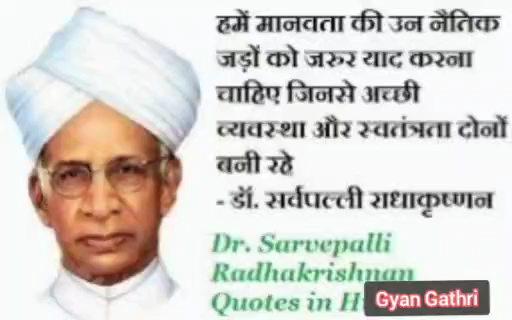 हमें मानवता की उन नैतिक
जड़ों को जरुर याद करना
चाहिए जिनसे अच्छी
व्यवस्था और स्वतंत्रता दोनों
बनी रहे
- डॉ. सर्वपल्ली राधाकृष्णन
Dr. Sarvepalli
Radhakrishnan
Quotes in
Gyan Gathri